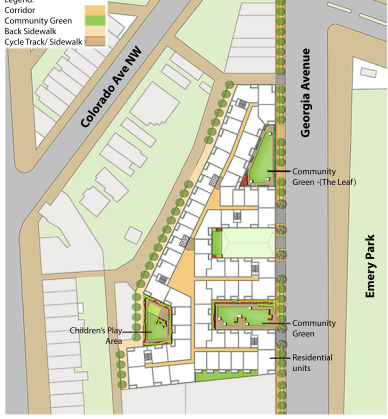 Legend:
Corridor
Community Green
Back Sidewalk
Cycle Track/ Sidewalk
Colorado Ave NW
Georgia Avenue
Community
Green -(The Leaf)
Emery Park
Children's Play
Area
Community
Green
Residential
units